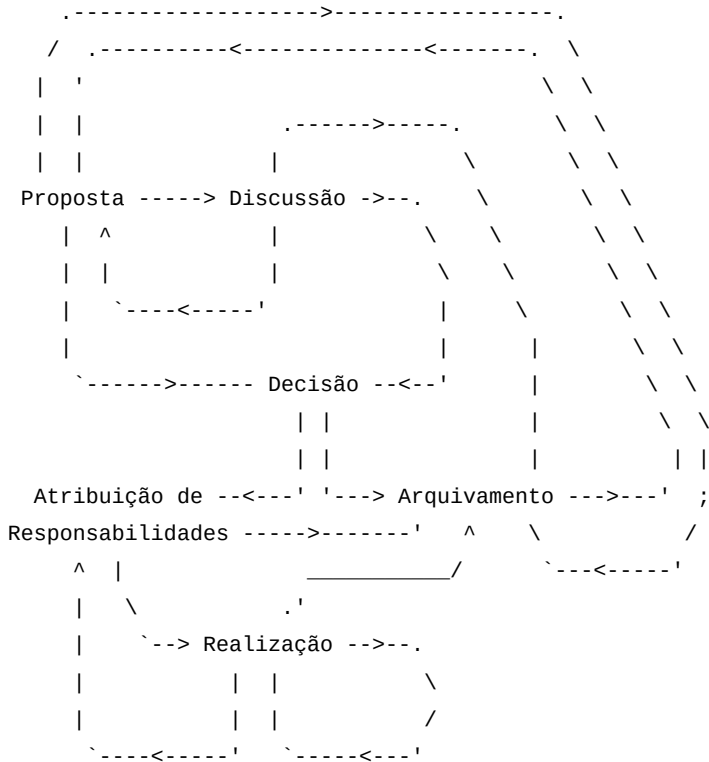 Proposta -----> Discussão ->--.
`------>------ Decisão --<--'
Atribuição de --<---' '---> Arquivamento --->---' ;
Responsabilidades ----->-------'
`--> Realização -->--.